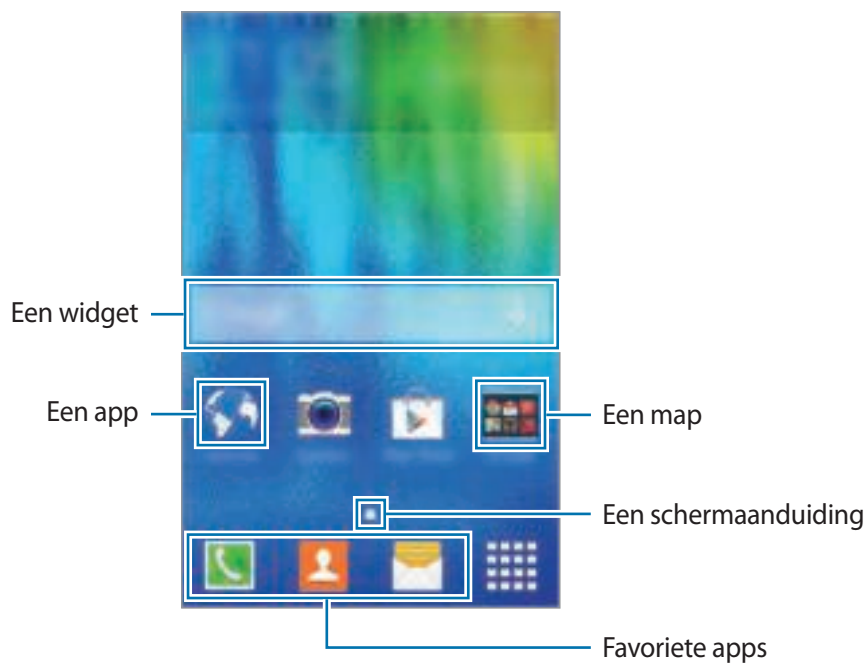 Een widget
Een app
Een map
Een schermaanduiding
Favoriete apps